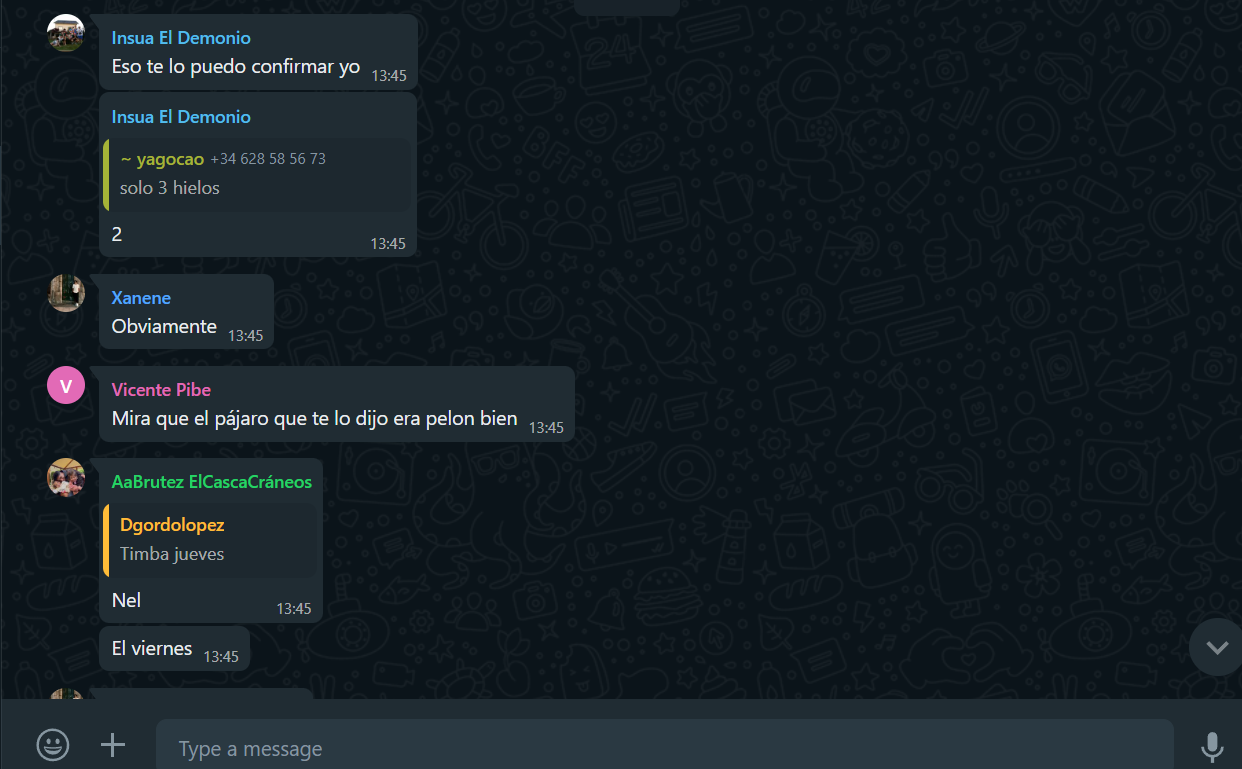 Insua El Demonio
Eso te lo puedo confirmar yo 13:45
Insua El Demonio
~ yagocao +34 628 58 56 73
solo 3 hielos
2 13:45
Xanene
Obviamente 13:45
V
Vicente Pibe
Mira que el pájaro que te lo dijo era pelon bien 13:45
AaBrutez ElCascaCráneos
Dgordolopez
Timba jueves
Nel 13:45
El viernes 13:45
Type a message